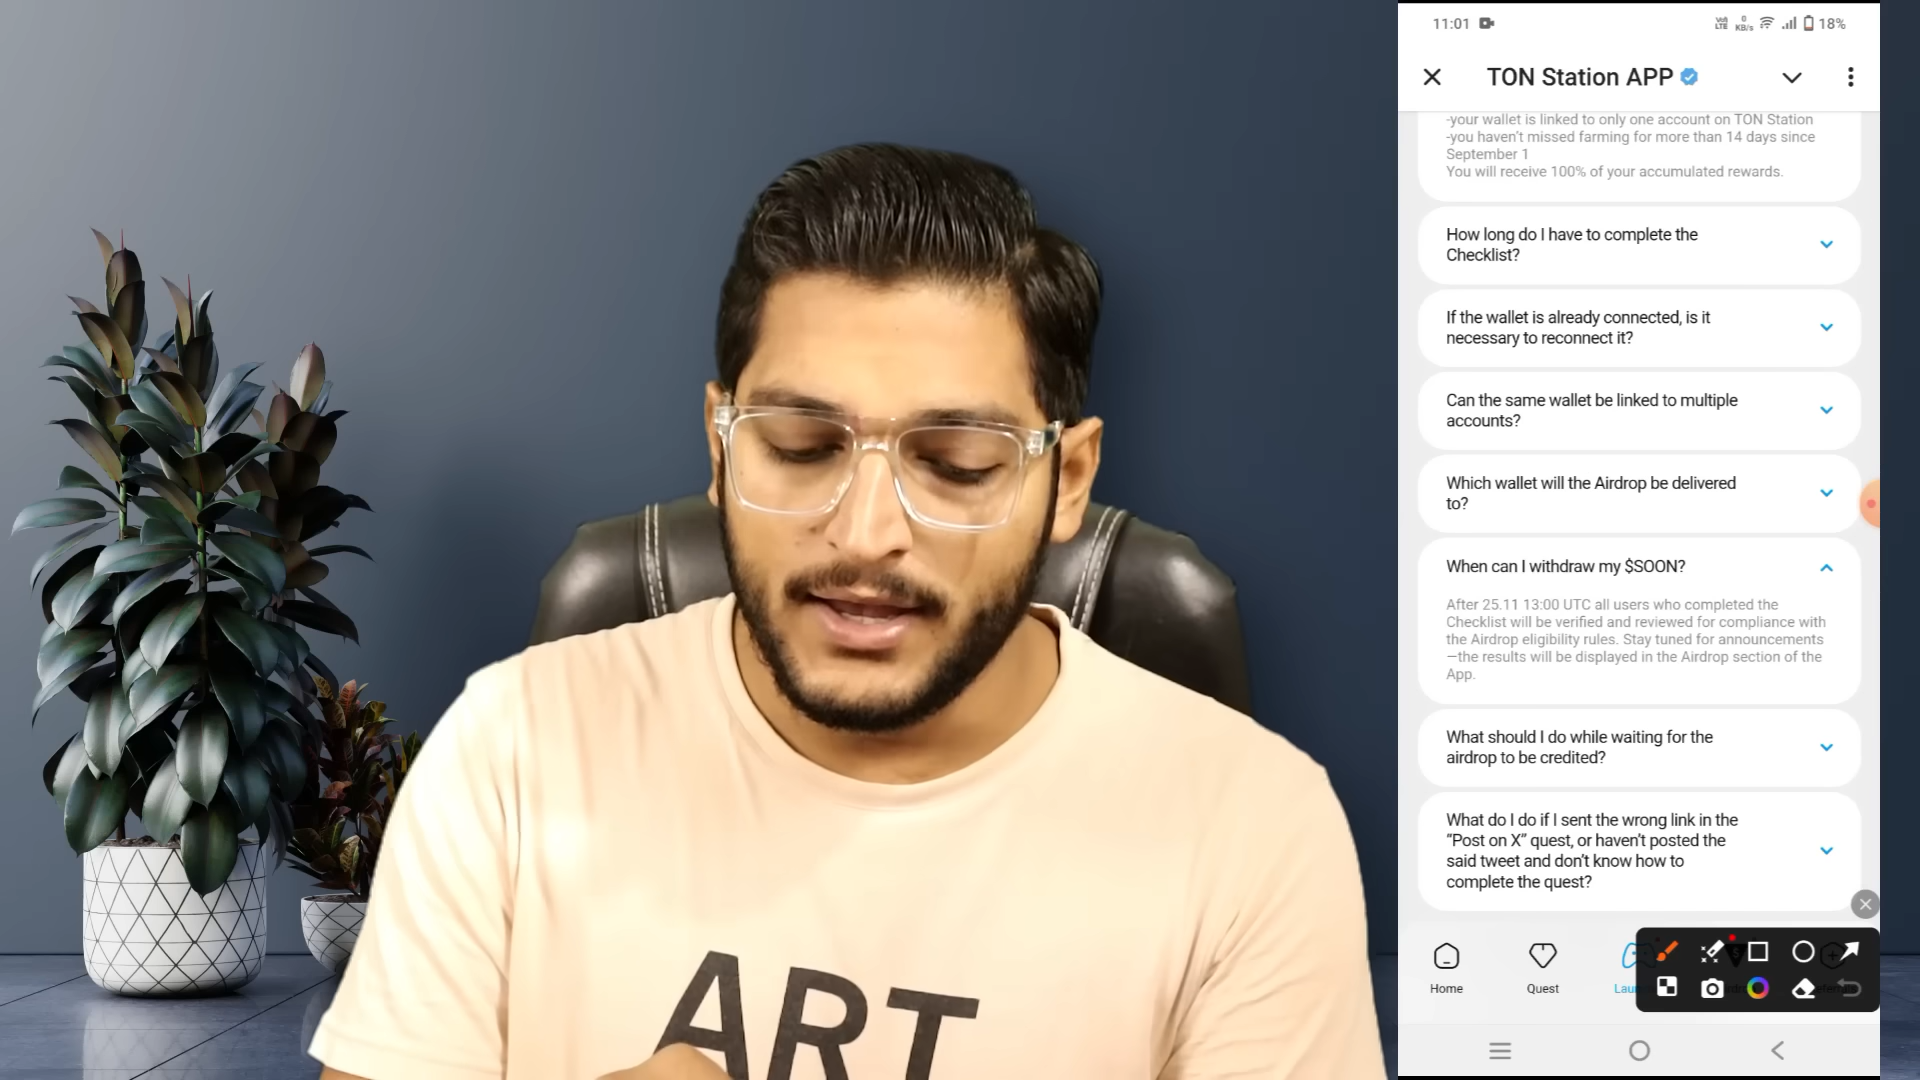 11:01
Vo)
LTE
0
KB/s
18%
TON Station APP
-your wallet is linked to only one account on TON Station
-you haven't missed farming for more than 14 days since
September 1
You will receive 100% of your accumulated rewards.
How long do I have to complete the
Checklist?
If the wallet is already connected, is it
necessary to reconnect it?
Can the same wallet be linked to multiple
accounts?
Which wallet will the Airdrop be delivered
to?
When can I withdraw my $SOON?
After 25.11 13:00 UTC all users who completed the
Checklist will be verified and reviewed for compliance with
the Airdrop eligibility rules. Stay tuned for announcements
—the results will be displayed in the Airdrop section of the
App.
What should I do while waiting for the
airdrop to be credited?
What do I do if I sent the wrong link in the
“Post on X” quest, or haven't posted the
said tweet and don't know how to
complete the quest?
Home
Quest
ART